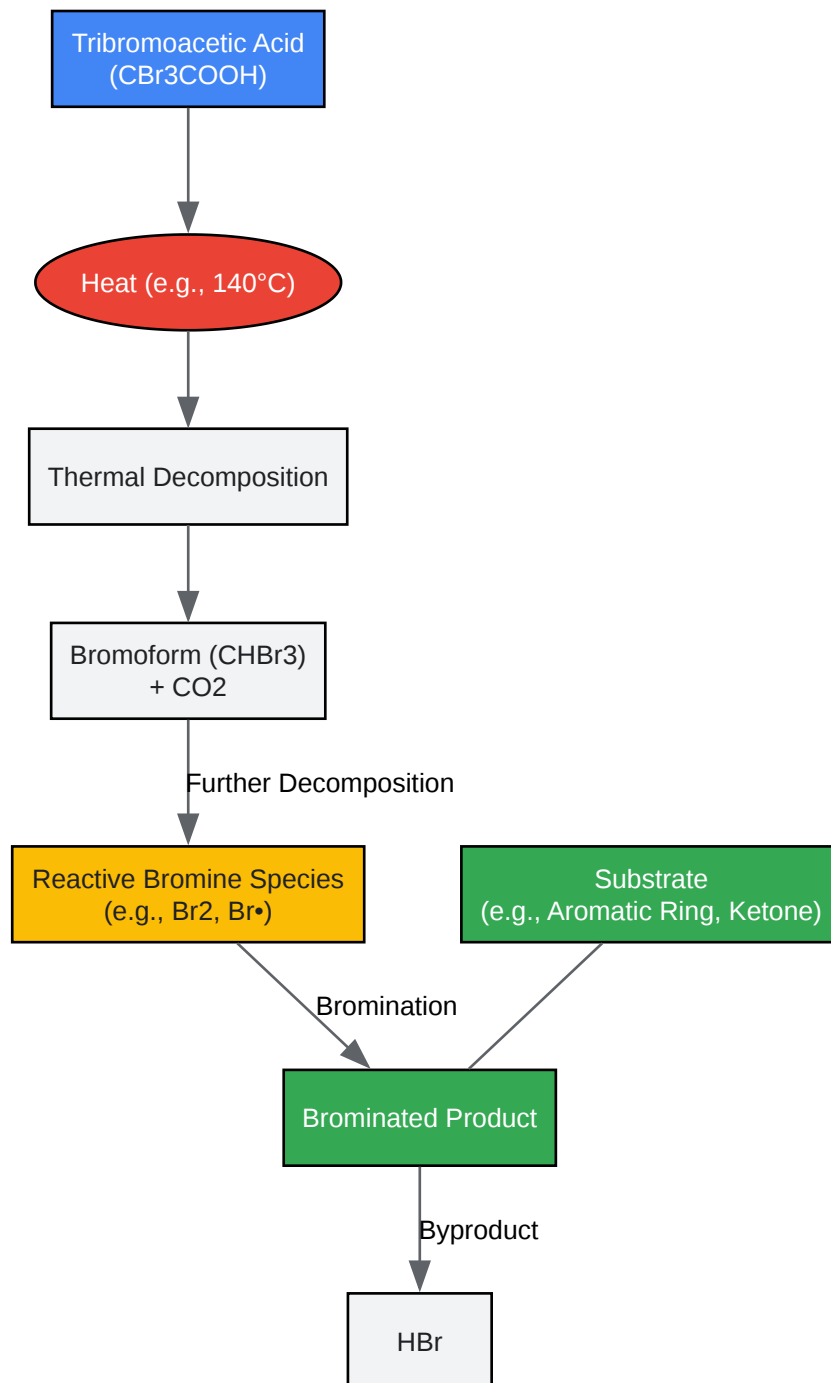 Tribromoacetic Acid
(CBr3COOH)
Heat (e.g., 140°C)
Thermal Decomposition
Bromoform (CHBr3)
+ CO2
Further Decomposition
Reactive Bromine Species
(e.g., Br2, Br•)
Substrate
(e.g., Aromatic Ring, Ketone)
Bromination
Brominated Product
Byproduct
HBr